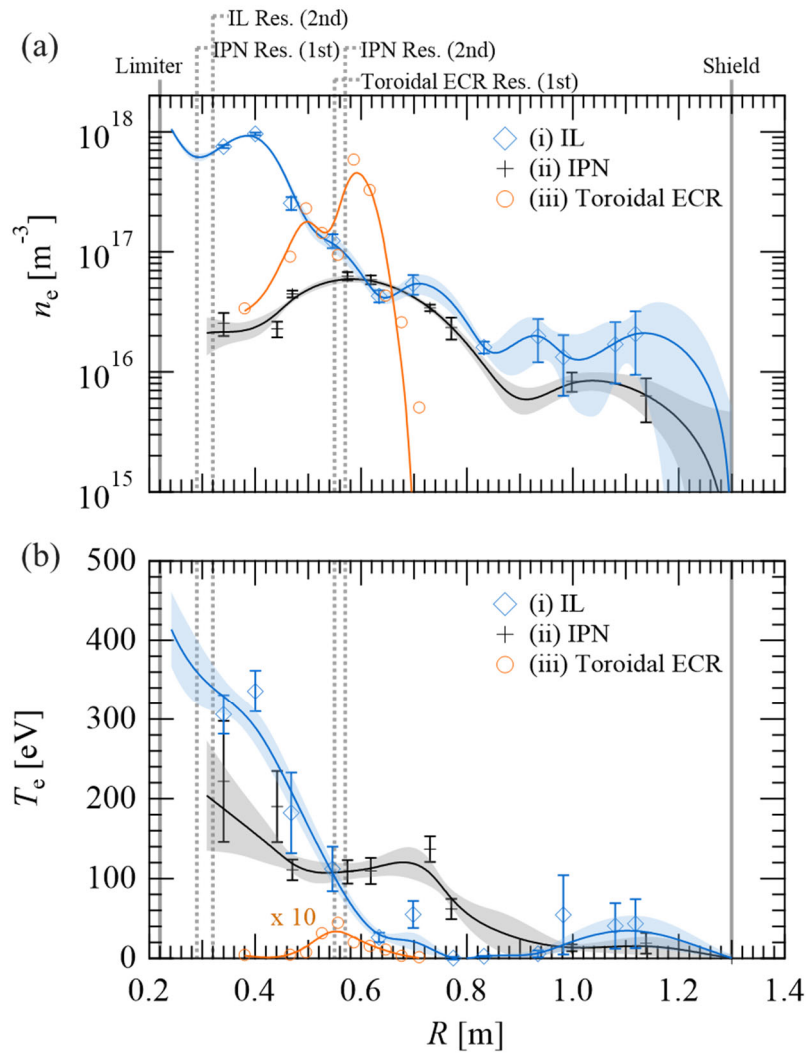 (a)
IL Res. (2nd)
IPN Res. (1st)
IPN Res. (2nd)
Limiter
Toroidal ECR Res. (1st)
Shield
10^18
10^17
10^16
10^15
n_e [m^-3]
(i) IL
(ii) IPN
(iii) Toroidal ECR
(b)
500
400
300
200
100
0
T_e [eV]
(i) IL
(ii) IPN
(iii) Toroidal ECR
x 10
0.2 0.4 0.6 0.8 1.0 1.2 1.4
R [m]